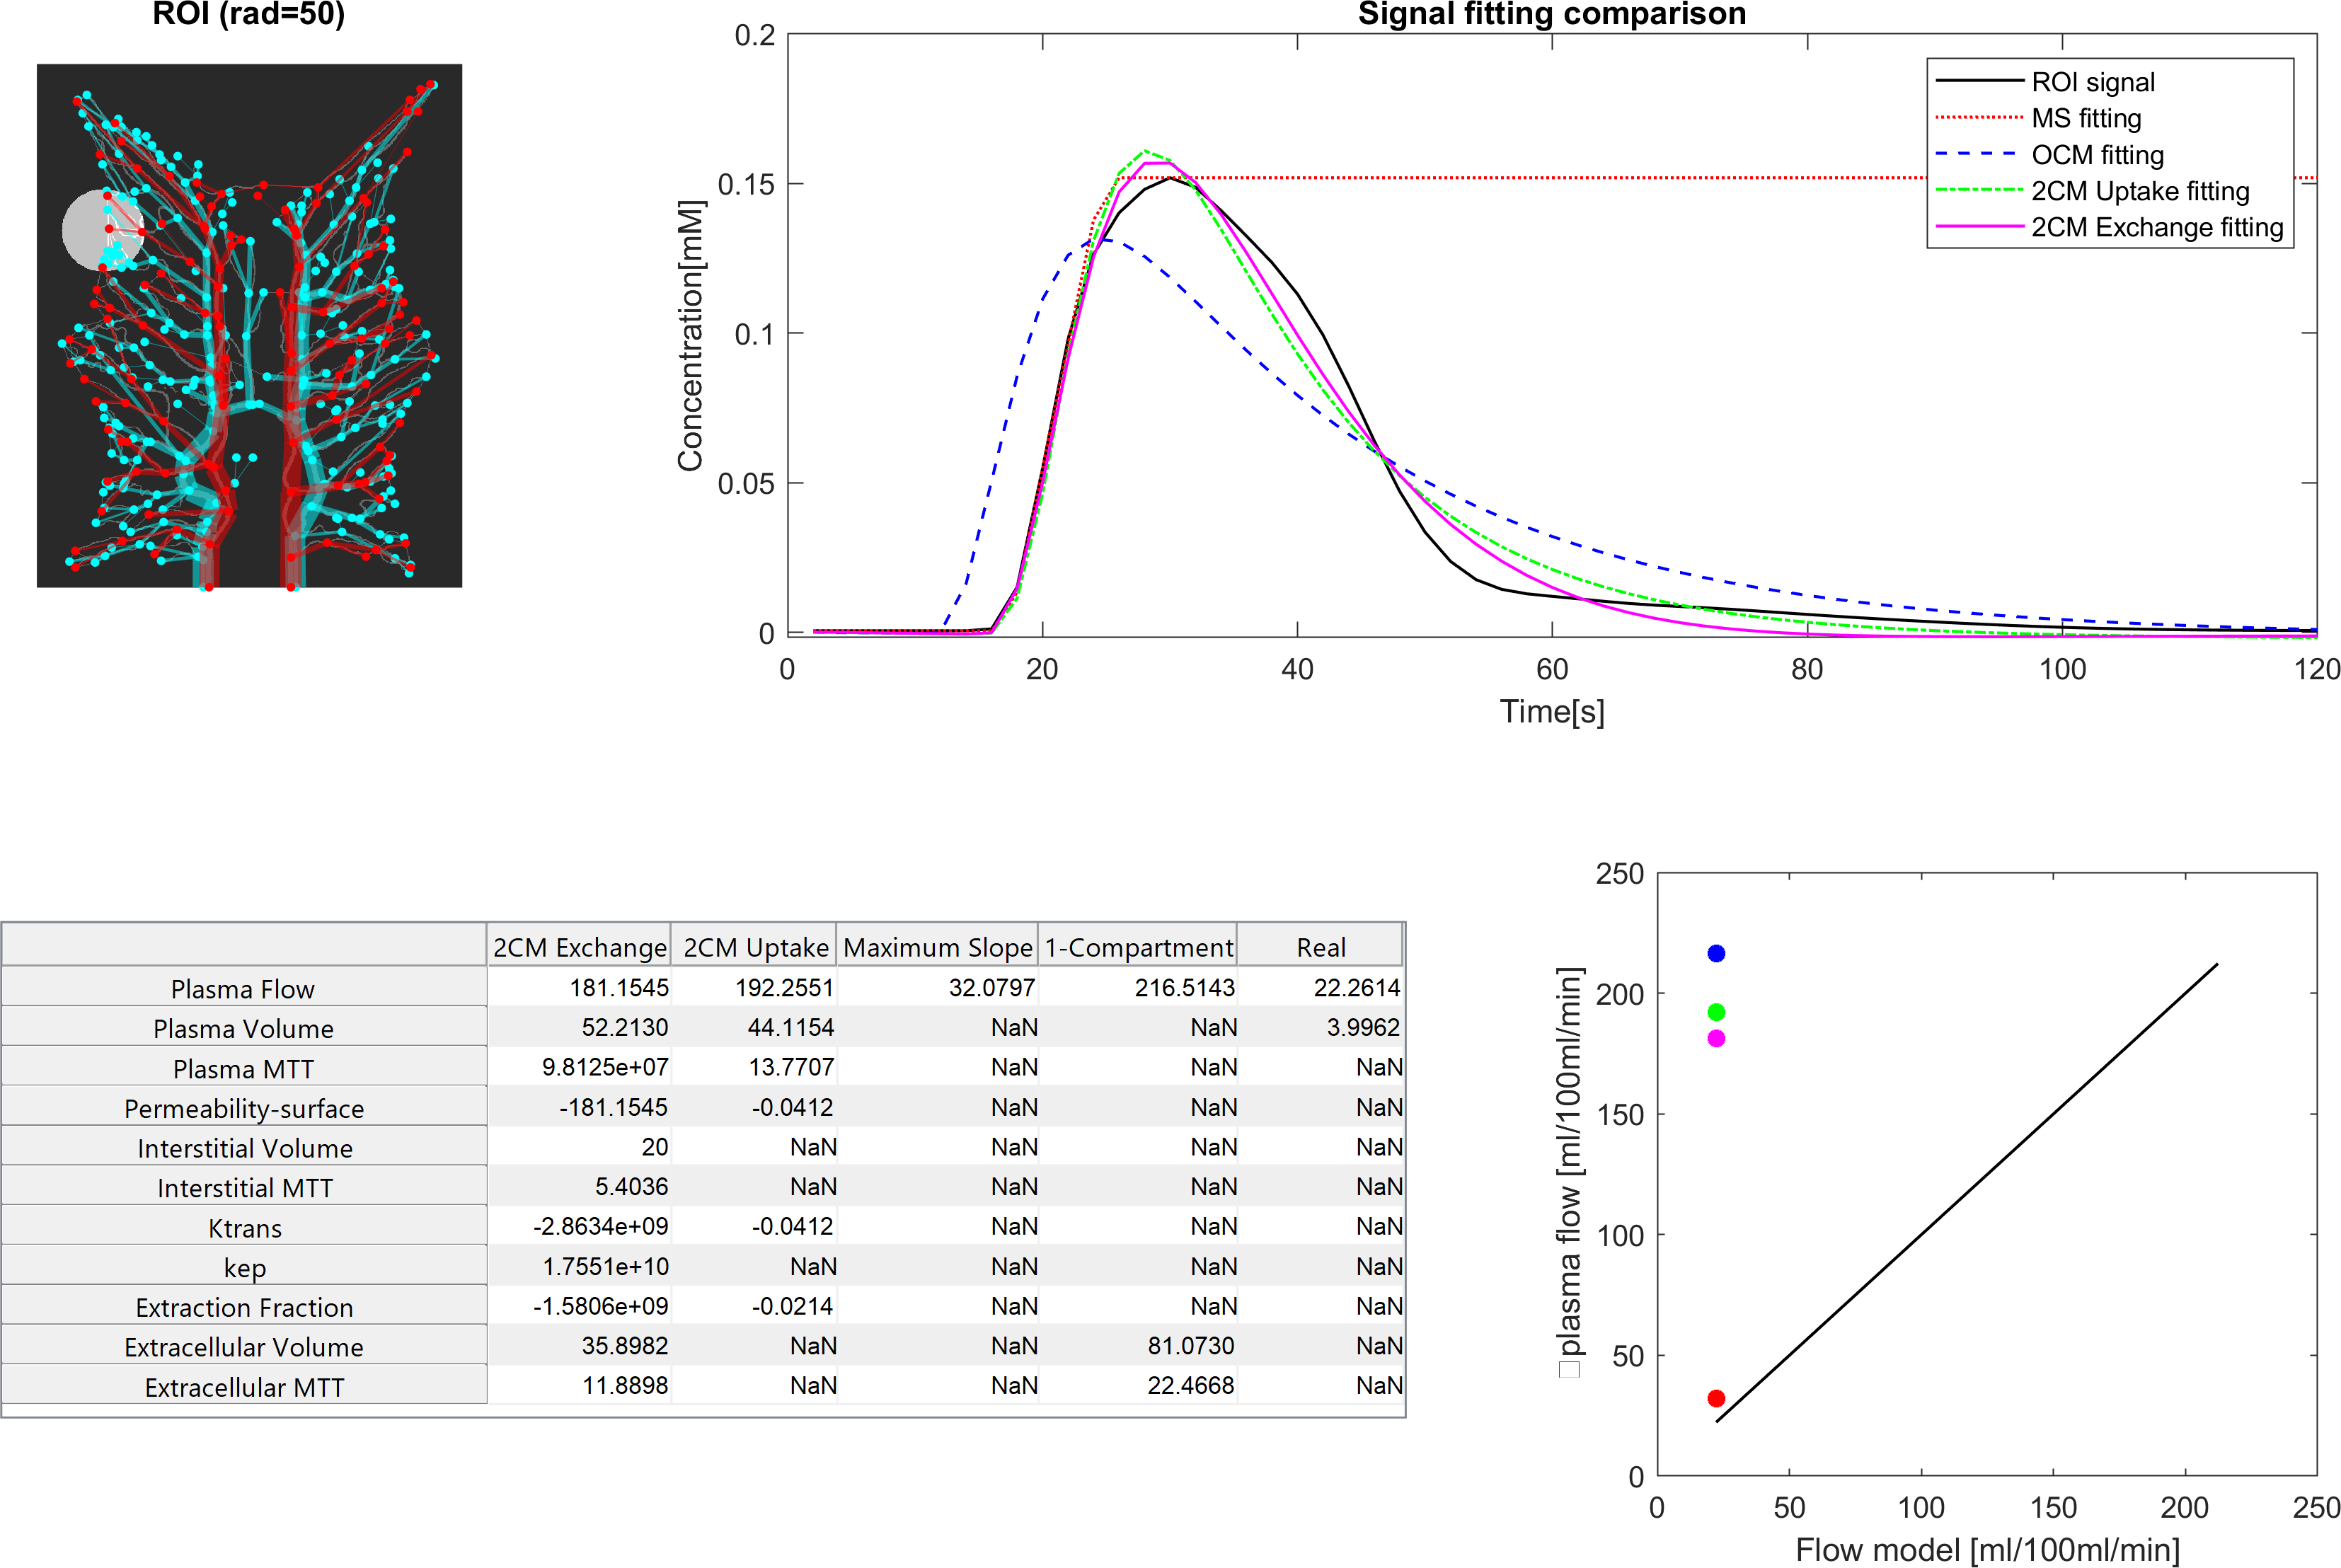 ROI (rad=50)
Signal fitting comparison
0.2
0.15
0.1
0.05
0
Concentration[mM]
0 20 40 60 80 100 120
Time[s]
ROI signal
MS fitting
OCM fitting
2CM Uptake fitting
2CM Exchange fitting
2CM Exchange 2CM Uptake Maximum Slope 1-Compartment Real
Plasma Flow 181.1545 192.2551 32.0797 216.5143 22.2614
Plasma Volume 52.2130 44.1154 NaN NaN 3.9962
Plasma MTT 9.8125e+07 13.7707 NaN NaN NaN
Permeability-surface -181.1545 -0.0412 NaN NaN NaN
Interstitial Volume 20 NaN NaN NaN NaN
Interstitial MTT 5.4036 NaN NaN NaN NaN
Ktrans -2.8634e+09 -0.0412 NaN NaN NaN
kep 1.7551e+10 NaN NaN NaN NaN
Extraction Fraction -1.5806e+09 -0.0214 NaN NaN NaN
Extracellular Volume 35.8982 NaN NaN 81.0730 NaN
Extracellular MTT 11.8898 NaN NaN 22.4668 NaN
250
200
150
100
50
0
□plasma flow [ml/100ml/min]
0 50 100 150 200 250
Flow model [ml/100ml/min]